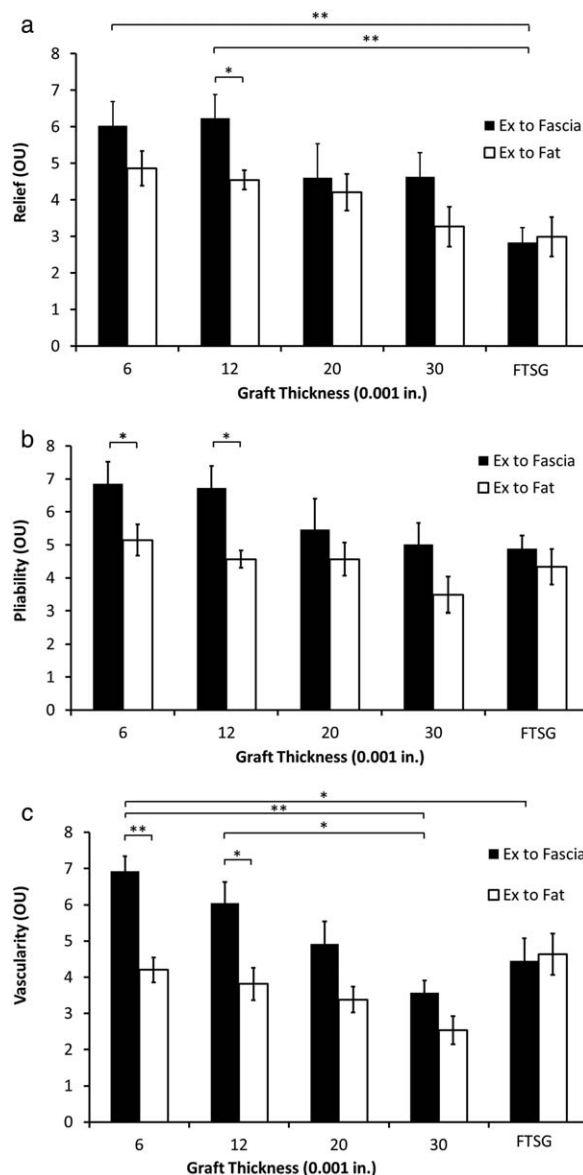 a
**
**
*
8
7
6
5
4
3
2
1
0
Relief (OU)
Ex to Fascia
Ex to Fat
6 12 20 30 FTSG
Graft Thickness (0.001 in.)
b
*
*
8
7
6
5
4
3
2
1
0
Pliability (OU)
Ex to Fascia
Ex to Fat
6 12 20 30 FTSG
Graft Thickness (0.001 in.)
c
*
**
*
**
*
8
7
6
5
4
3
2
1
0
Vascularity (OU)
Ex to Fascia
Ex to Fat
6 12 20 30 FTSG
Graft Thickness (0.001 in.)